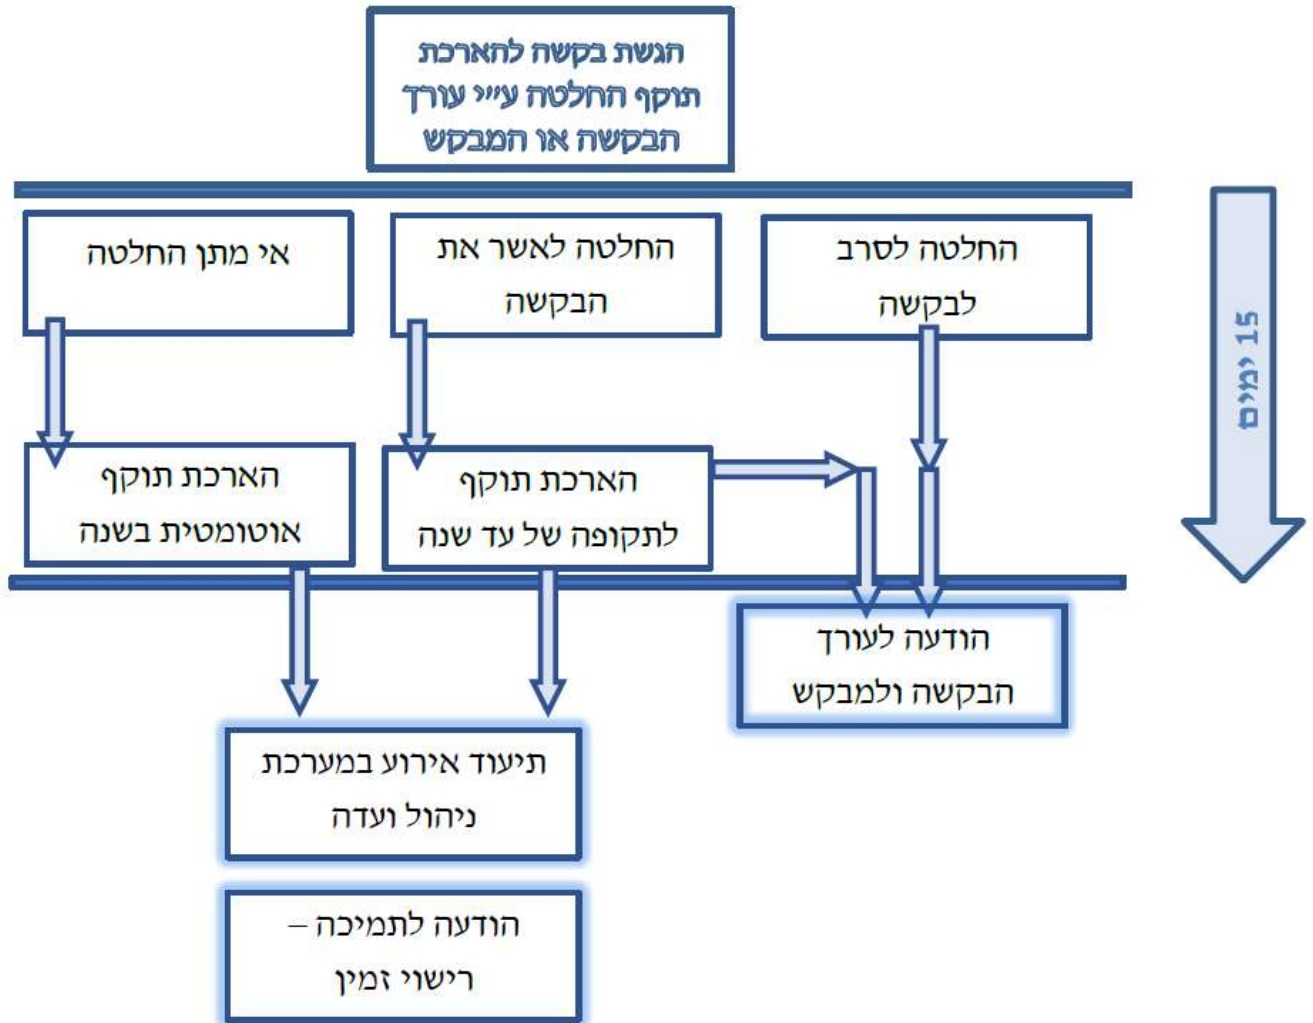 הגשת בקשה להארכת
תוקף החלטה ע״י עורך
הבקשה או המבקש
החלטה לסרב
לבקשה
החלטה לאשר את
הבקשה
אי מתן החלטה
15 ימים
הארכת תוקף
לתקופה של עד שנה
הארכת תוקף
אוטומטית בשנה
הודעה לעורך
הבקשה ולמבקש
תיעוד אירוע במערכת
ניהול ועדה
הודעה לתמיכה –
רישוי זמין